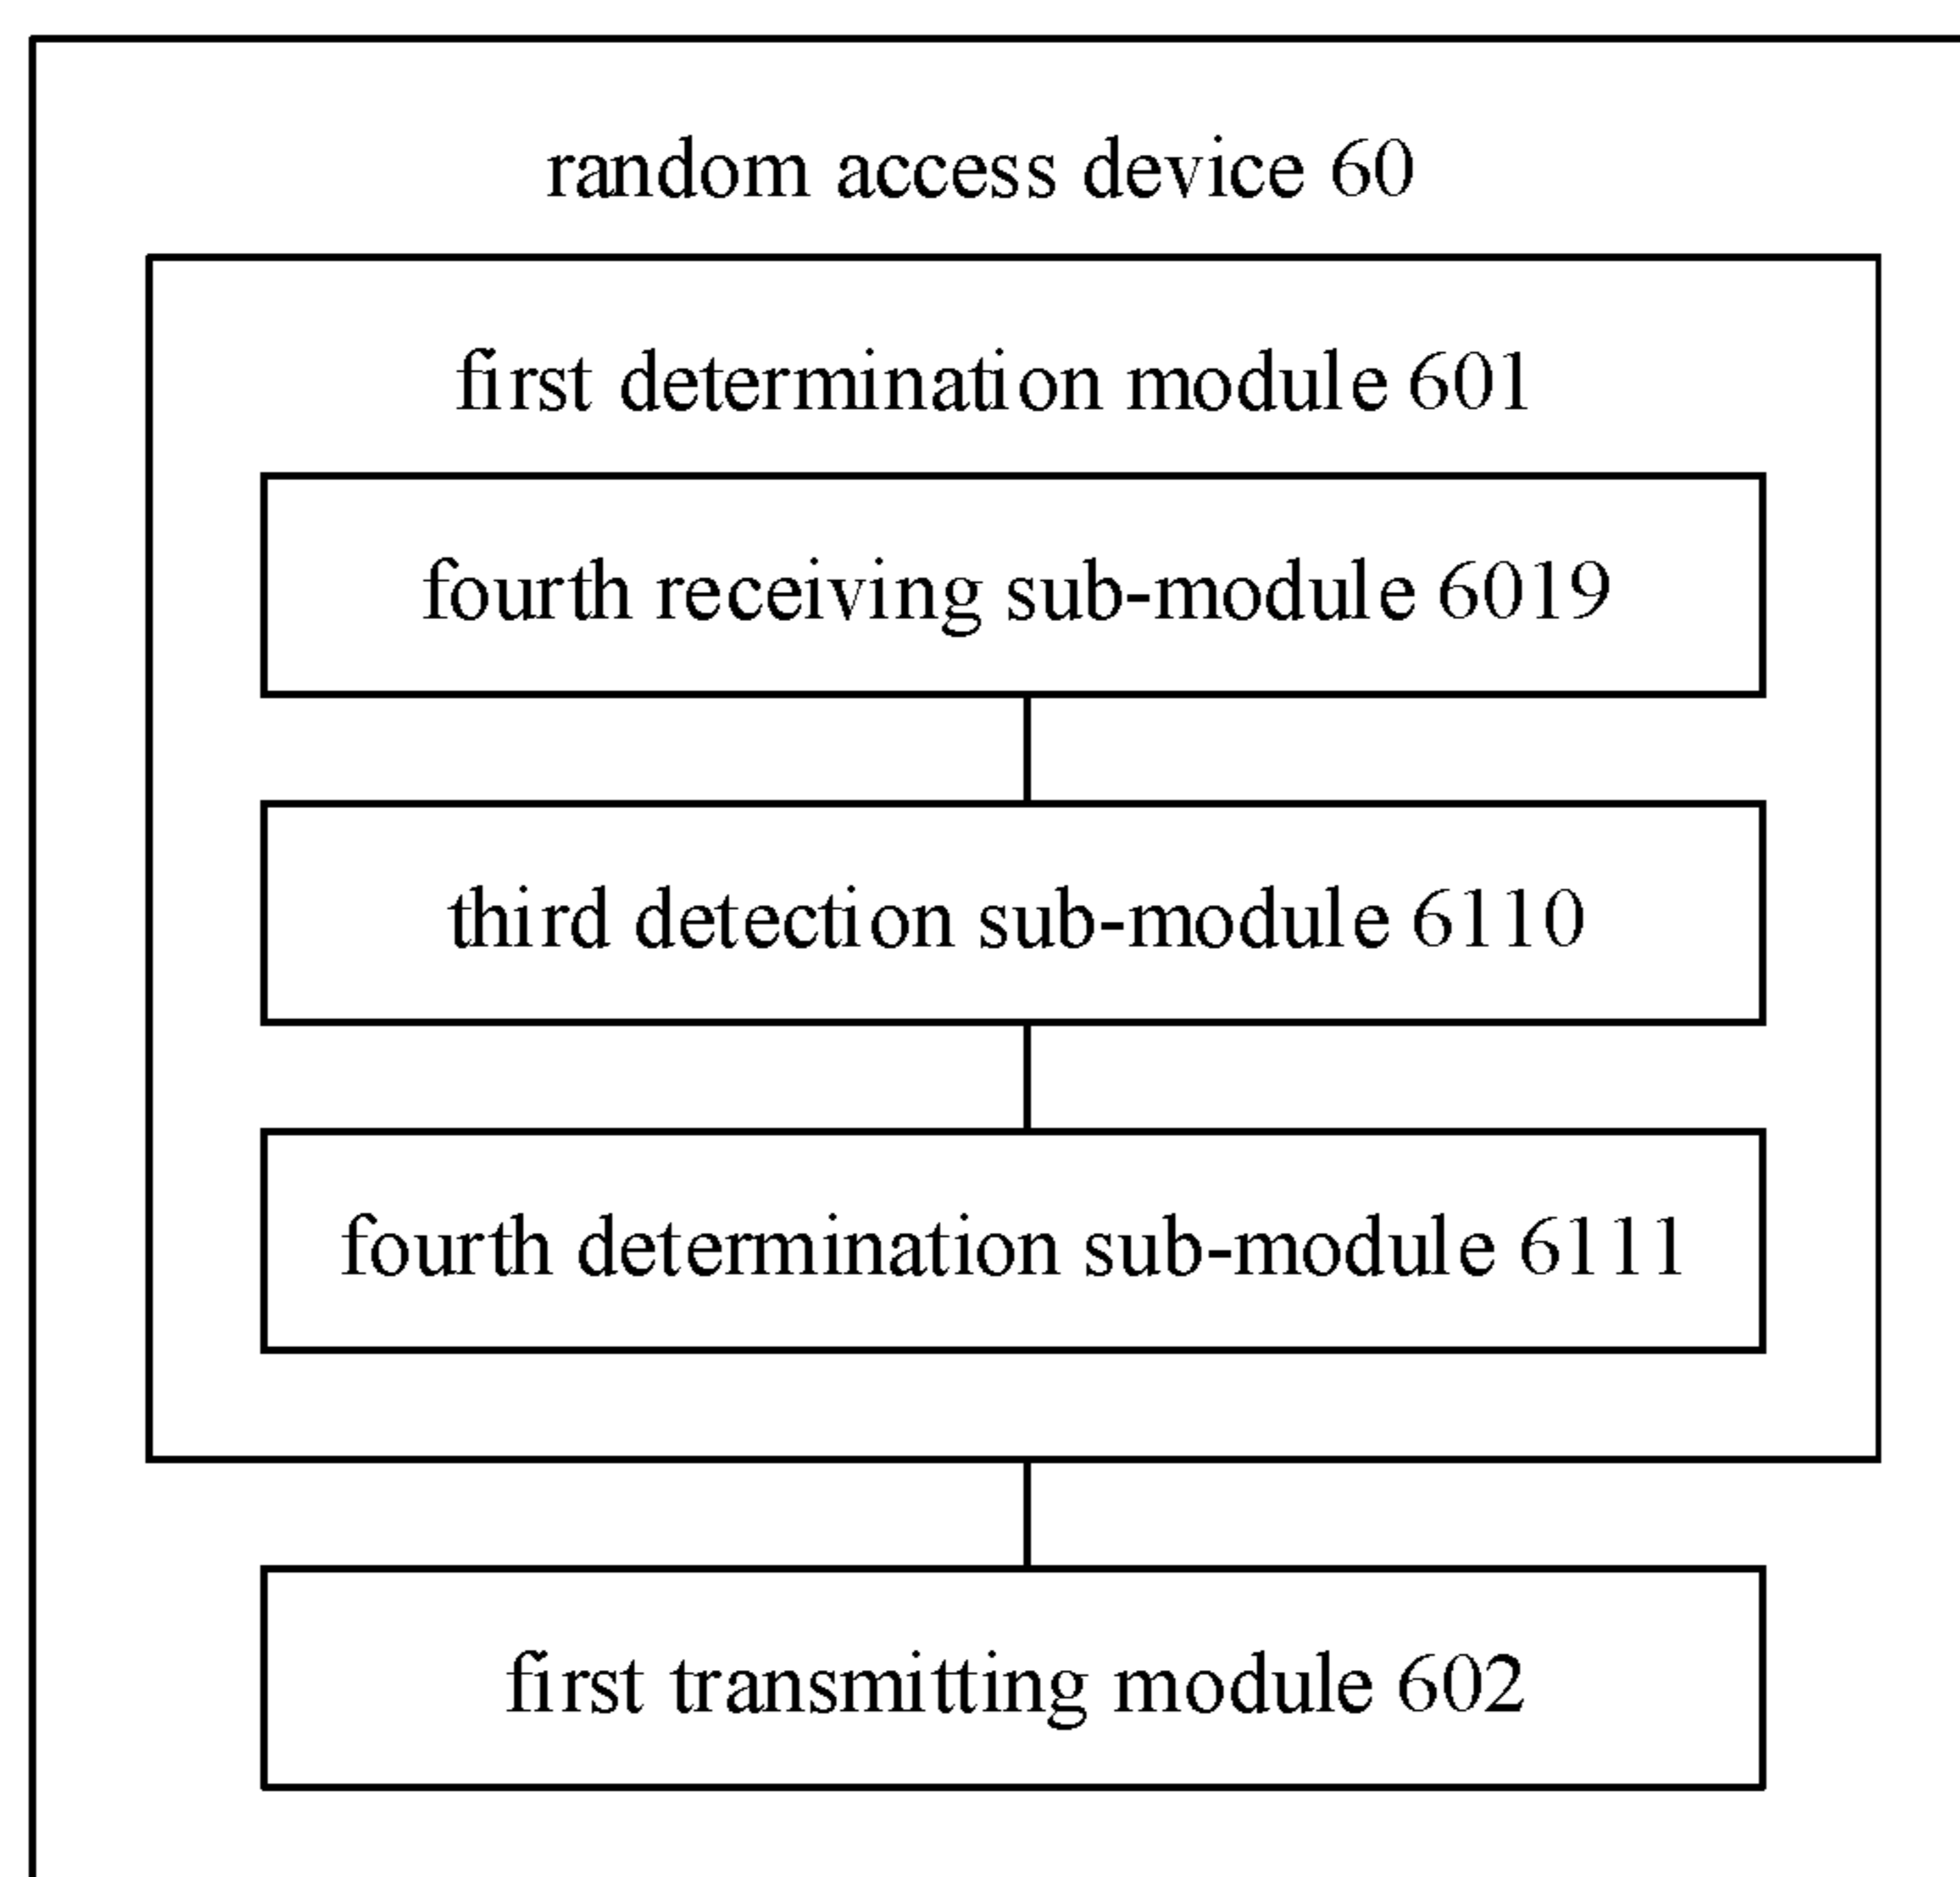 random access device 60
first determination module 601
fourth receiving sub-module 6019
third detection sub-module 6110
fourth determination sub-module 6111
first transmitting module 602